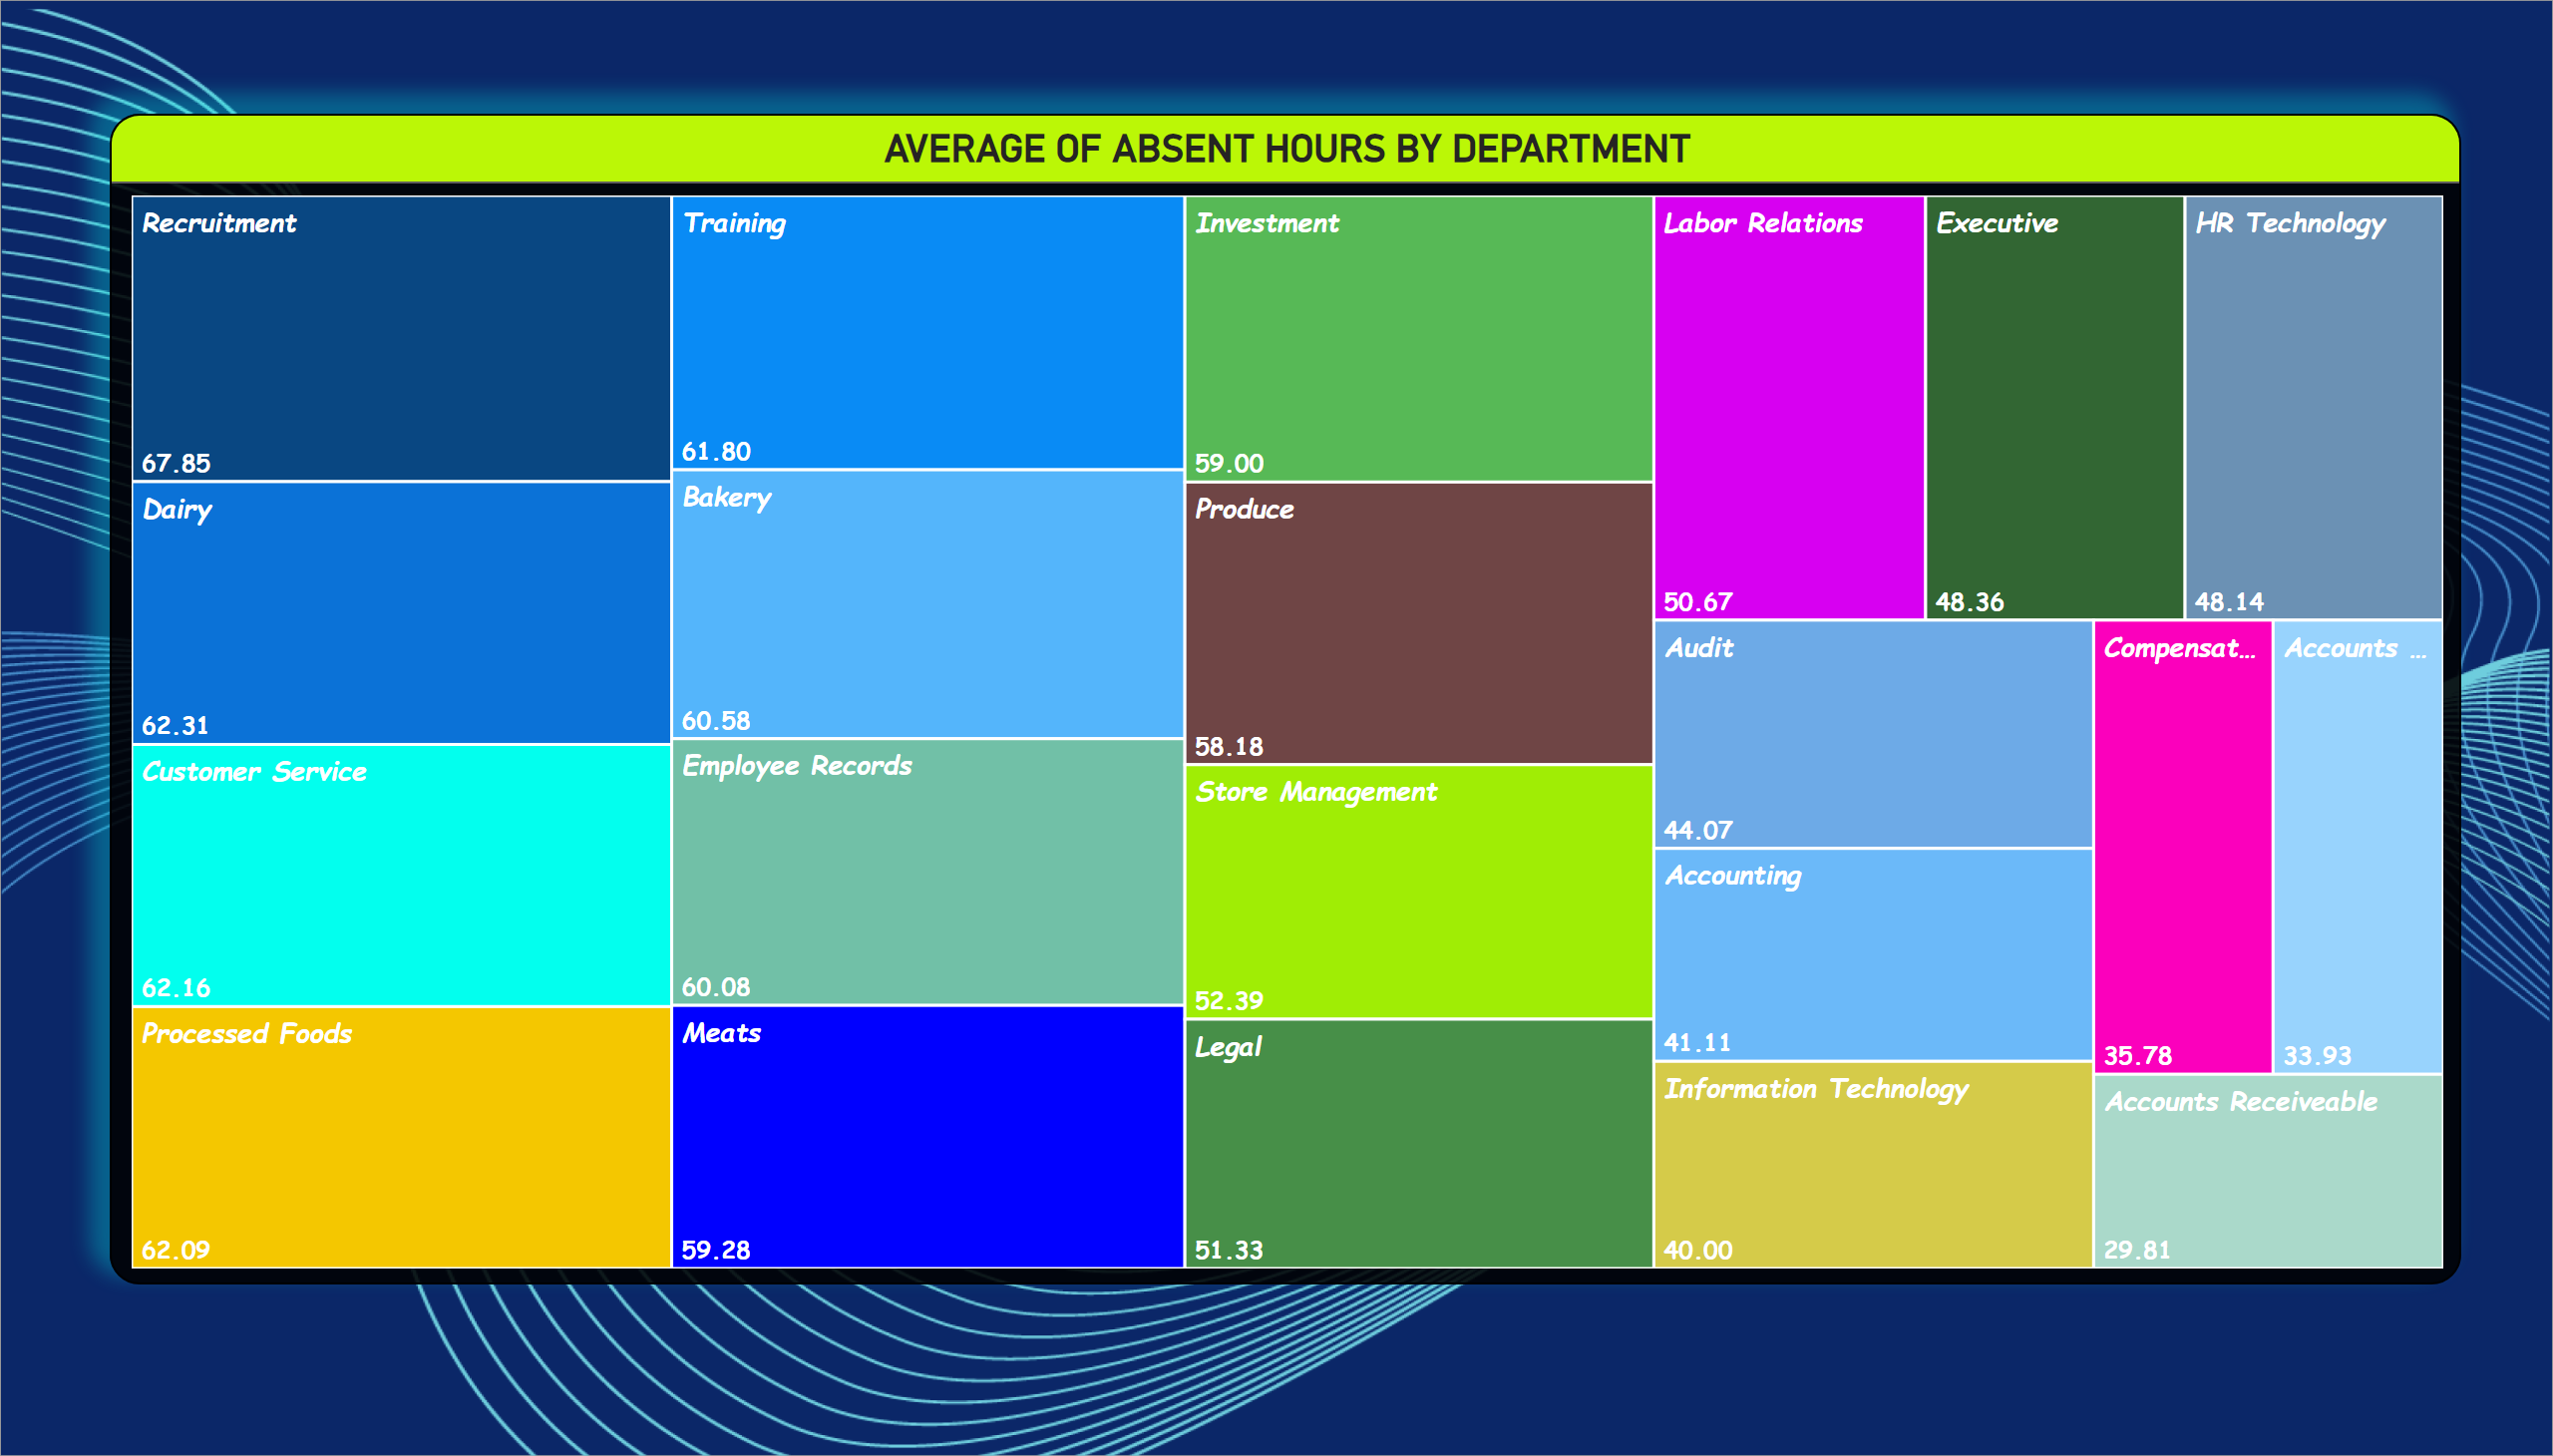 AVERAGE OF ABSENT HOURS BY DEPARTMENT
Recruitment
67.85
Dairy
62.31
Customer Service
62.16
Processed Foods
62.09
Training
61.80
Bakery
60.58
Employee Records
60.08
Meats
59.28
Investment
59.00
Produce
58.18
Store Management
52.39
Legal
51.33
Labor Relations
50.67
Executive
48.36
HR Technology
48.14
Audit
44.07
Accounting
41.11
Information Technology
40.00
Compensat...
35.78
Accounts ...
33.93
Accounts Receiveable
29.81